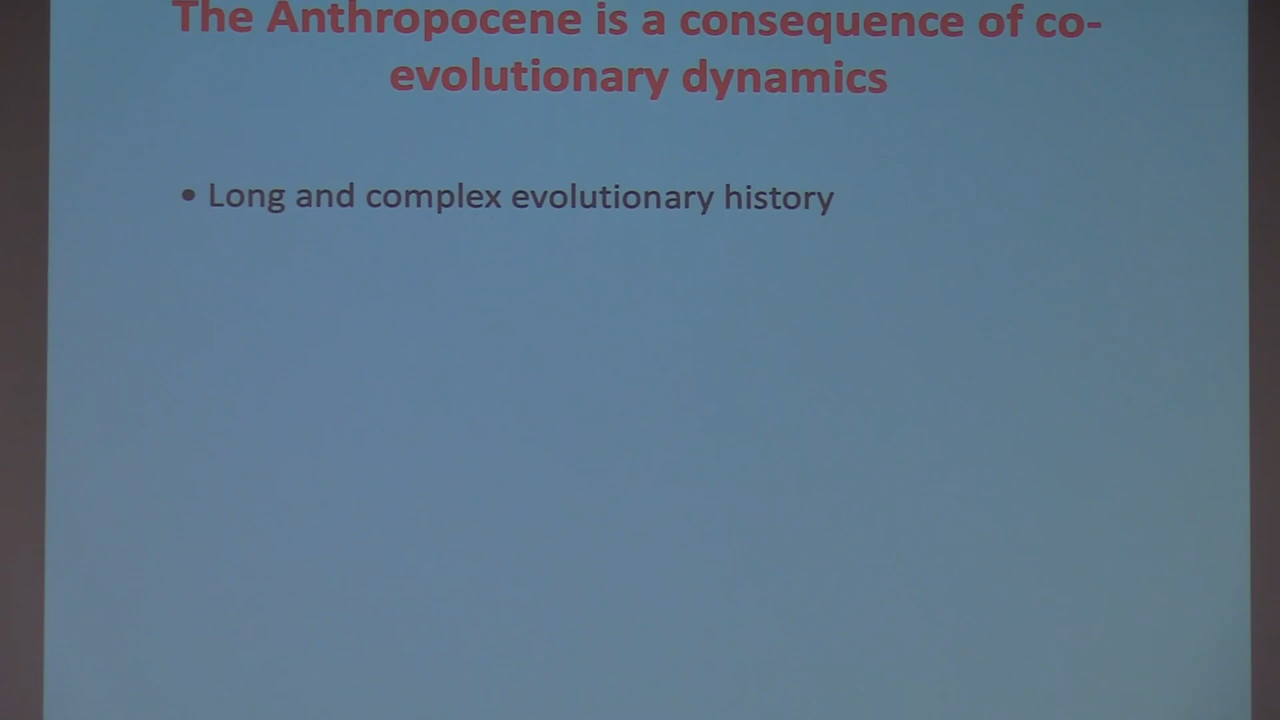 The Anthropocene is a consequence of co-
evolutionary dynamics
• Long and complex evolutionary history